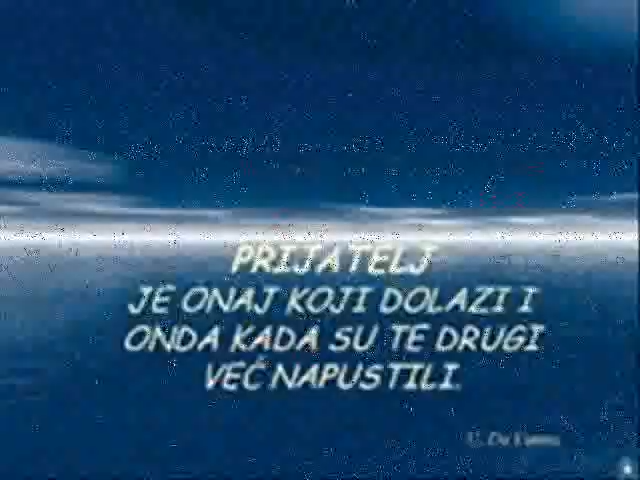 PRIJATELJ
JE ONAJ KOJI DOLAZI I
ONDA KADA SU TE DRUGI
VEĆ NAPUSTILI.